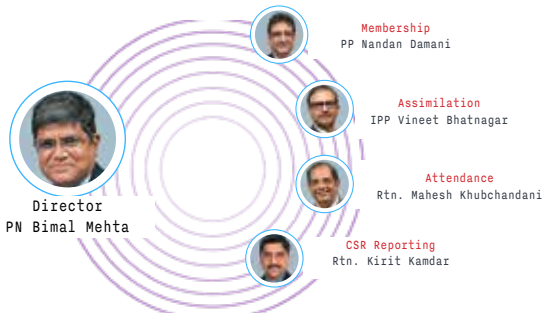 Membership
PP Nandan Damani
Assimilation
IPP Vineet Bhatnagar
Attendance
Rtn. Mahesh Khubchandani
Director
PN Bimal Mehta
CSR Reporting
Rtn. Kirit Kamdar